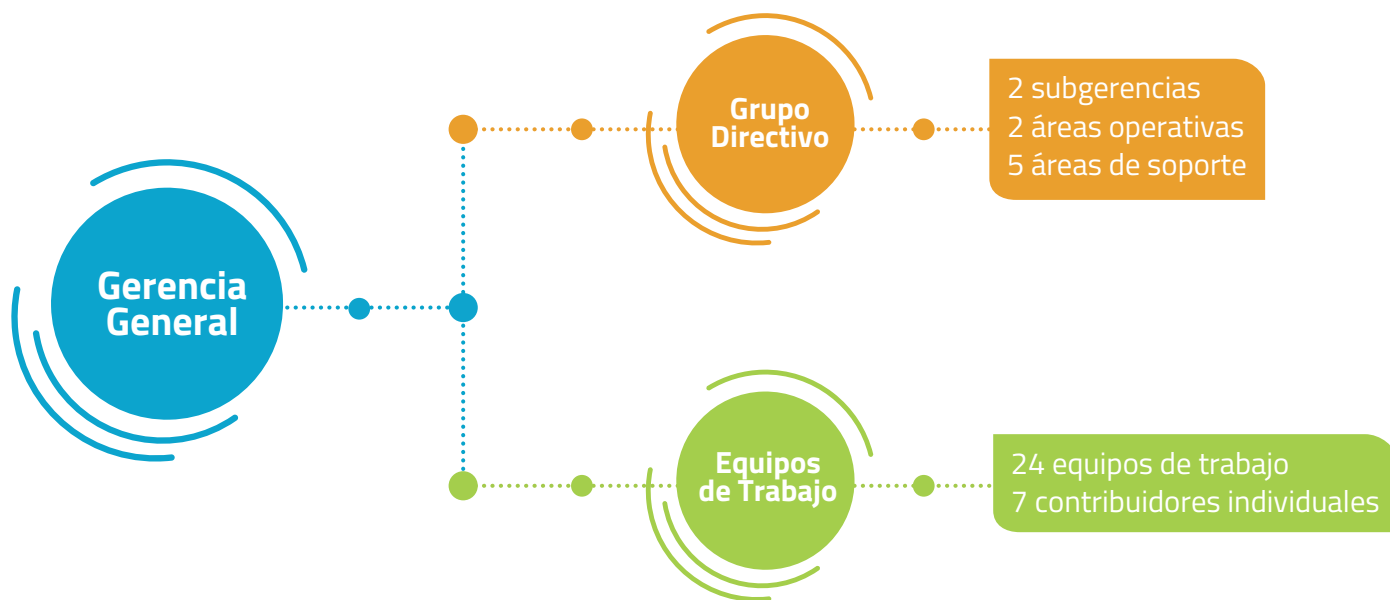 Gerencia
General
Grupo
Directivo
2 subgerencias
2 áreas operativas
5 áreas de soporte
Equipos
de Trabajo
24 equipos de trabajo
7 contribuidores individuales